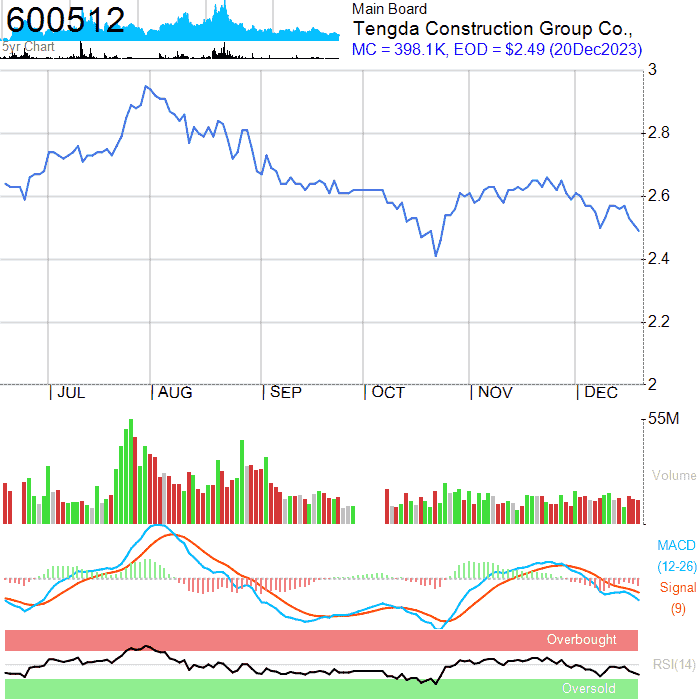 600512
5yr Chart
Main Board
Tengda Construction Group Co.,
MC = 398.1K, EOD = $2.49 (20Dec2023)
3
2.8
2.6
2.4
2.2
2
| JUL | AUG | SEP | OCT | NOV | DEC
55M
Volume
MACD
(12-26)
Signal
(9)
Overbought
RSI(14)
Oversold